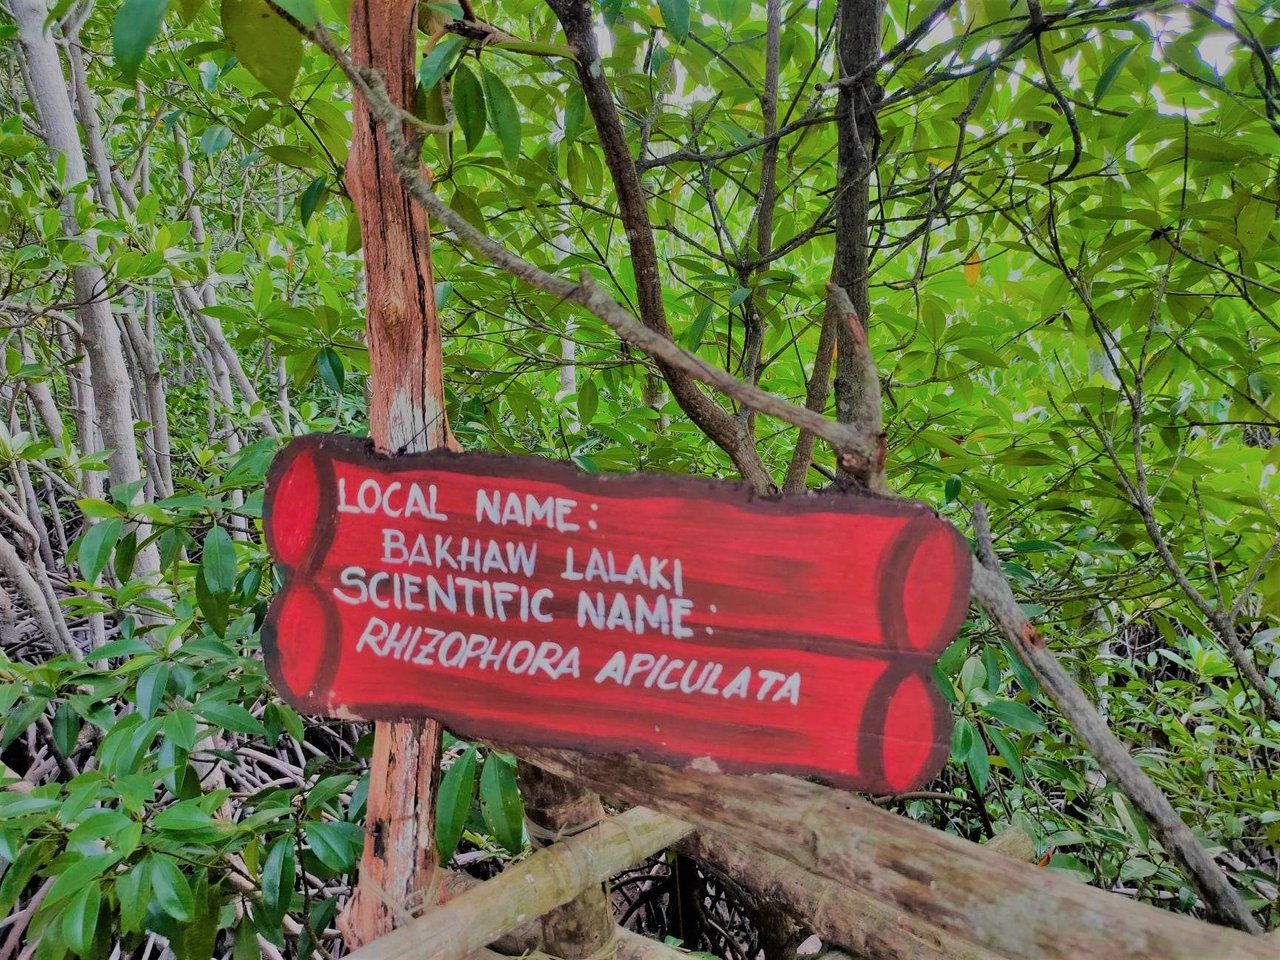 LOCAL NAME:
BAKHAW LALAKI
SCIENTIFIC NAME:
RHIZOPHORA APICULATA